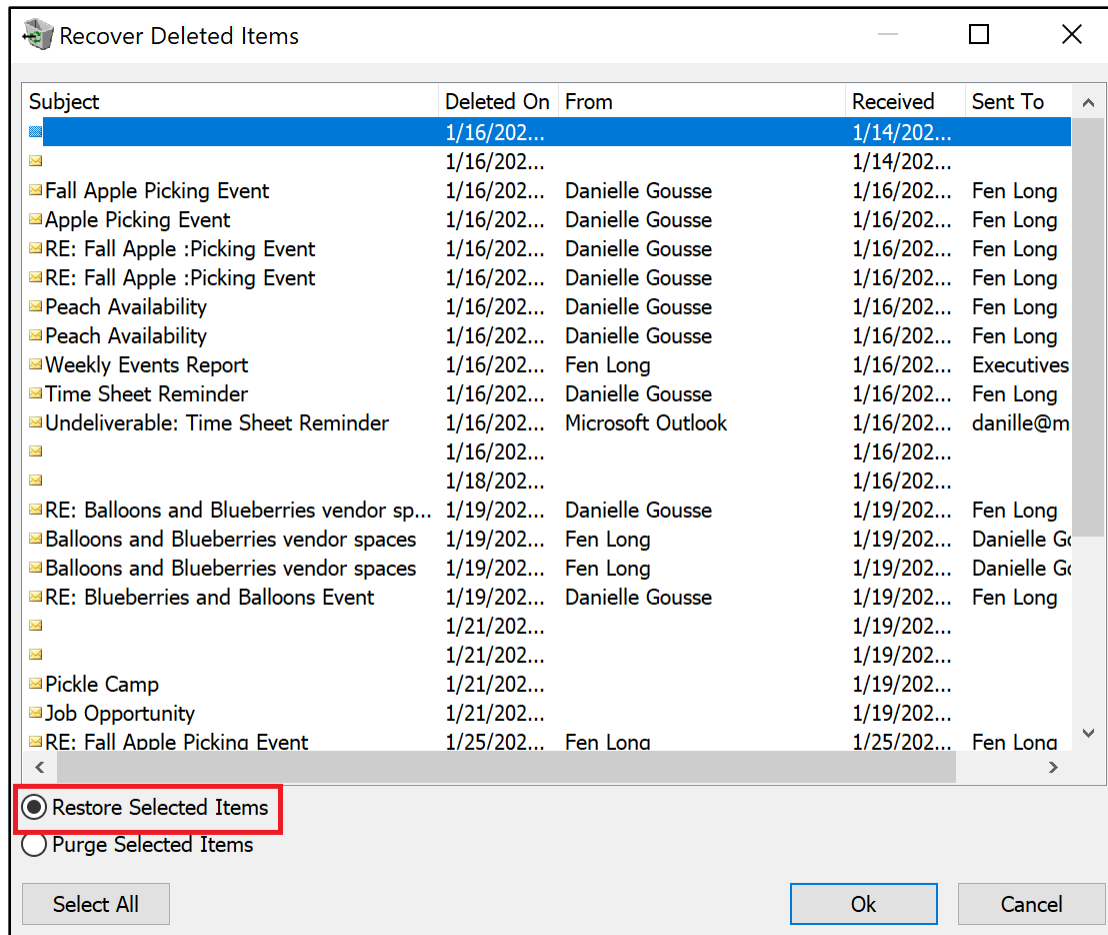 Recover Deleted Items
Subject Deleted On From Received Sent To
1/16/202... 1/14/202...
1/16/202... 1/14/202...
Fall Apple Picking Event 1/16/202... Danielle Gousse 1/16/202... Fen Long
Apple Picking Event 1/16/202... Danielle Gousse 1/16/202... Fen Long
RE: Fall Apple :Picking Event 1/16/202... Danielle Gousse 1/16/202... Fen Long
RE: Fall Apple :Picking Event 1/16/202... Danielle Gousse 1/16/202... Fen Long
Peach Availability 1/16/202... Danielle Gousse 1/16/202... Fen Long
Peach Availability 1/16/202... Danielle Gousse 1/16/202... Fen Long
Weekly Events Report 1/16/202... Fen Long 1/16/202... Executives
Time Sheet Reminder 1/16/202... Danielle Gousse 1/16/202... Fen Long
Undeliverable: Time Sheet Reminder 1/16/202... Microsoft Outlook 1/16/202... danille@m
1/16/202... 1/16/202...
1/18/202... 1/16/202...
RE: Balloons and Blueberries vendor sp... 1/19/202... Danielle Gousse 1/19/202... Fen Long
Balloons and Blueberries vendor spaces 1/19/202... Fen Long 1/19/202... Danielle Go
Balloons and Blueberries vendor spaces 1/19/202... Fen Long 1/19/202... Danielle Go
RE: Blueberries and Balloons Event 1/19/202... Danielle Gousse 1/19/202... Fen Long
1/21/202... 1/19/202...
1/21/202... 1/19/202...
Pickle Camp 1/21/202... 1/19/202...
Job Opportunity 1/21/202... 1/19/202...
RE: Fall Apple Picking Event 1/25/202... Fen Long 1/25/202... Fen Long
Restore Selected Items
Purge Selected Items
Select All Ok Cancel